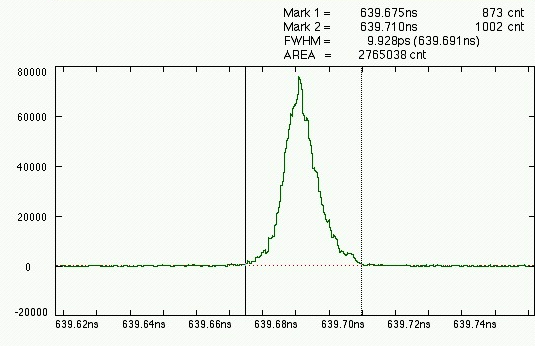 Mark 1 = 639.675ns 873 cnt
Mark 2 = 639.710ns 1002 cnt
FWHM = 9.928ps (639.691ns)
AREA = 2765038 cnt
80000
60000
40000
20000
0
-20000
639.62ns 639.64ns 639.66ns 639.68ns 639.70ns 639.72ns 639.74ns